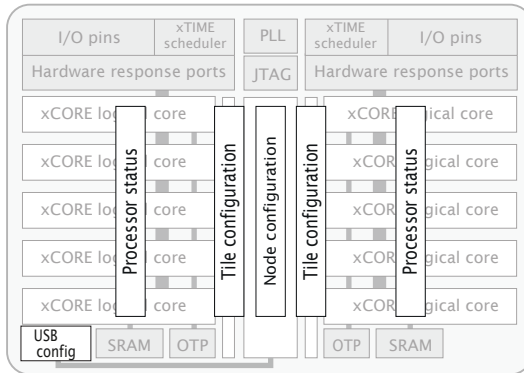 I/O pins
xTIME
scheduler
PLL
xTIME
scheduler
I/O pins
Hardware response ports
JTAG
Hardware response ports
xCORE lo l core
xCOR gical core
xCORE lo l core
xCOR gical core
xCORE lo l core
xCOR gical core
xCORE lo l core
xCOR gical core
xCORE lo l core
xCOR gical core
Processor status
Tile configuration
Node configuration
Tile configuration
Processor status
USB
config
SRAM
OTP
OTP
SRAM